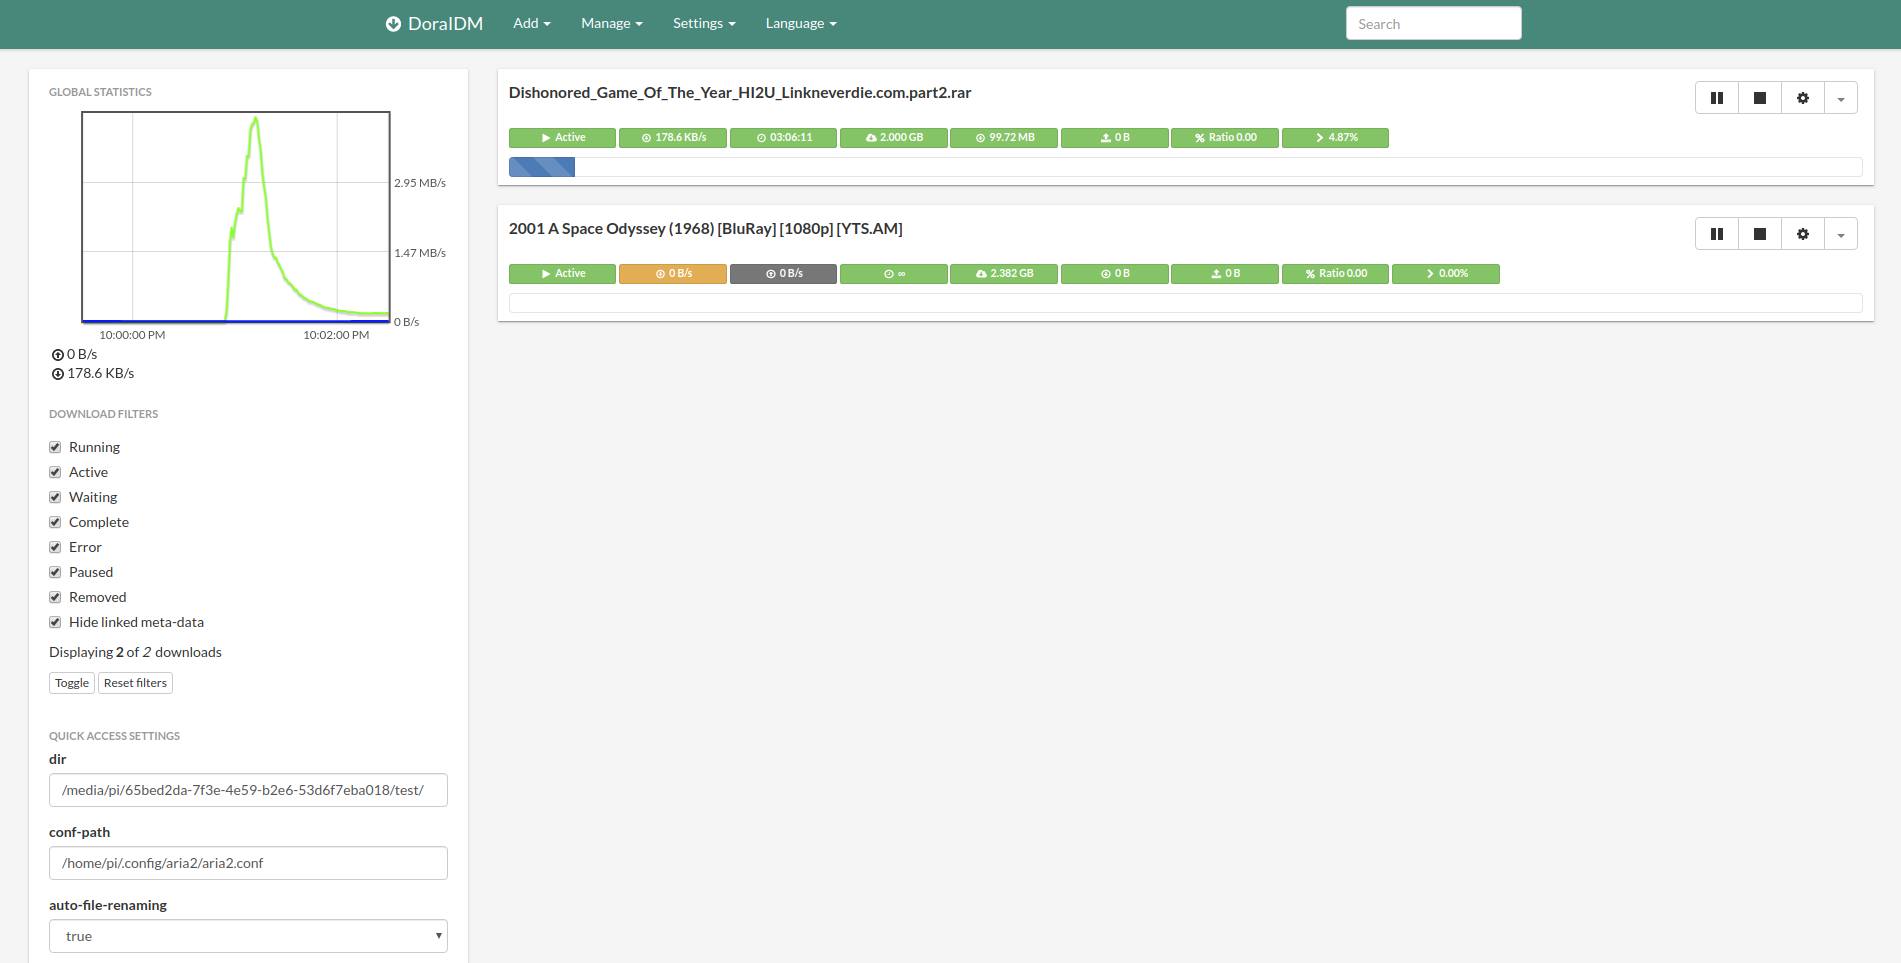 DoraIDM Add Manage Settings Language Search
GLOBAL STATISTICS
2.95 MB/s
1.47 MB/s
0 B/s
10:00:00 PM 10:02:00 PM
0 B/s
178.6 KB/s
DOWNLOAD FILTERS
Running
Active
Waiting
Complete
Error
Paused
Removed
Hide linked meta-data
Displaying 2 of 2 downloads
Toggle Reset filters
QUICK ACCESS SETTINGS
dir
/media/pi/65bed2da-7f3e-4e59-b2e6-53d6f7eba018/test/
conf-path
/home/pi/.config/aria2/aria2.conf
auto-file-renaming
true
Dishonored_Game_Of_The_Year_HI2U_Linkneverdie.com.part2.rar
Active 178.6 KB/s 03:06:11 2.000 GB 99.72 MB 0 B Ratio 0.00 4.87%
2001 A Space Odyssey (1968) [BluRay] [1080p] [YTS.AM]
Active 0 B/s 0 B/s ∞ 2.382 GB 0 B 0 B Ratio 0.00 0.00%